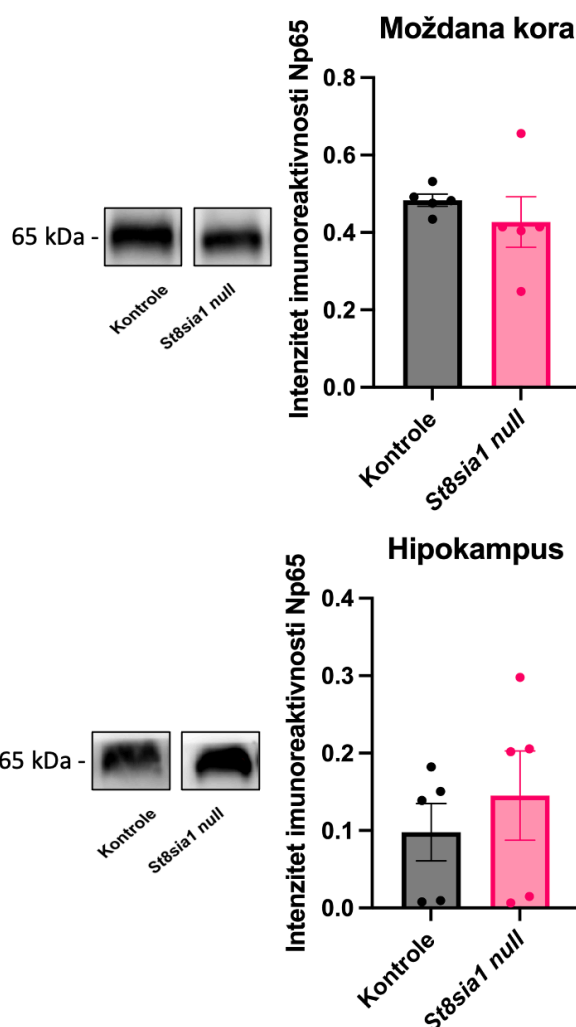 Moždana kora
Intenzitet imunoreaktivnosti Np65
0.8
0.6
0.4
0.2
0.0
65 kDa -
Kontrole
St8sia1 null
Kontrole
St8sia1 null
Hipokampus
Intenzitet imunoreaktivnosti Np65
0.4
0.3
0.2
0.1
0.0
65 kDa -
Kontrole
St8sia1 null
Kontrole
St8sia1 null